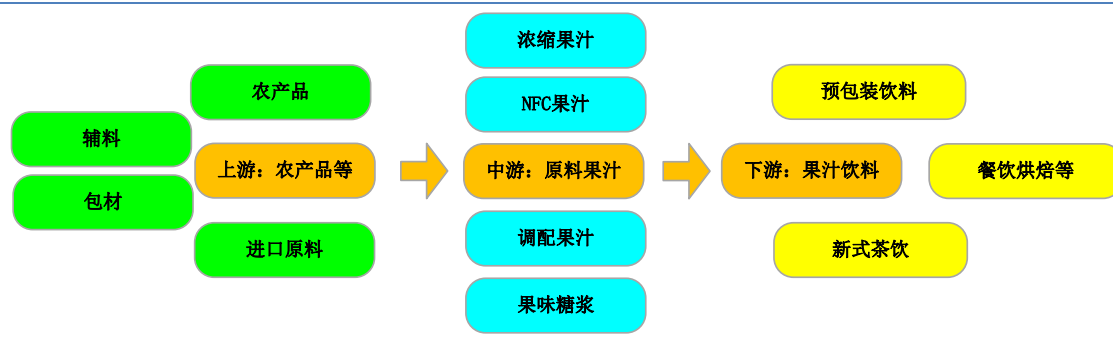 辅料
包材
农产品
上游：农产品等
进口原料
浓缩果汁
NFC果汁
中游：原料果汁
调配果汁
果味糖浆
预包装饮料
下游：果汁饮料
新式茶饮
餐饮烘焙等